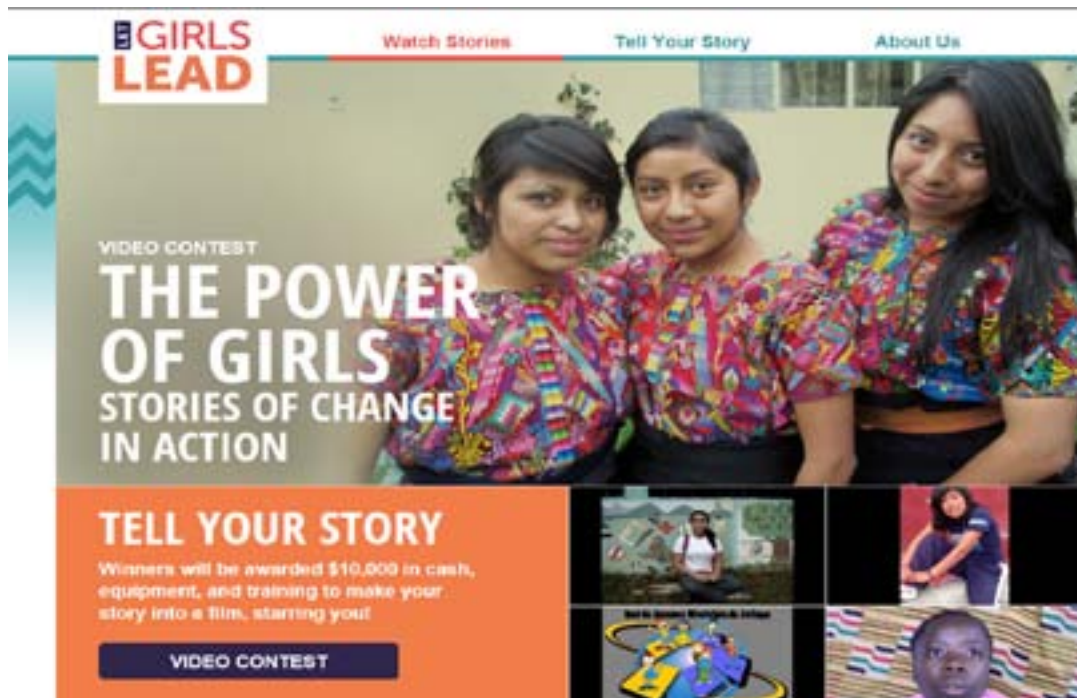 LET GIRLS
LEAD
Watch Stories
Tell Your Story
About Us
VIDEO CONTEST
THE POWER
OF GIRLS
STORIES OF CHANGE
IN ACTION
TELL YOUR STORY
Winners will be awarded $10,000 in cash,
equipment, and training to make your
story into a film, starring you!
VIDEO CONTEST